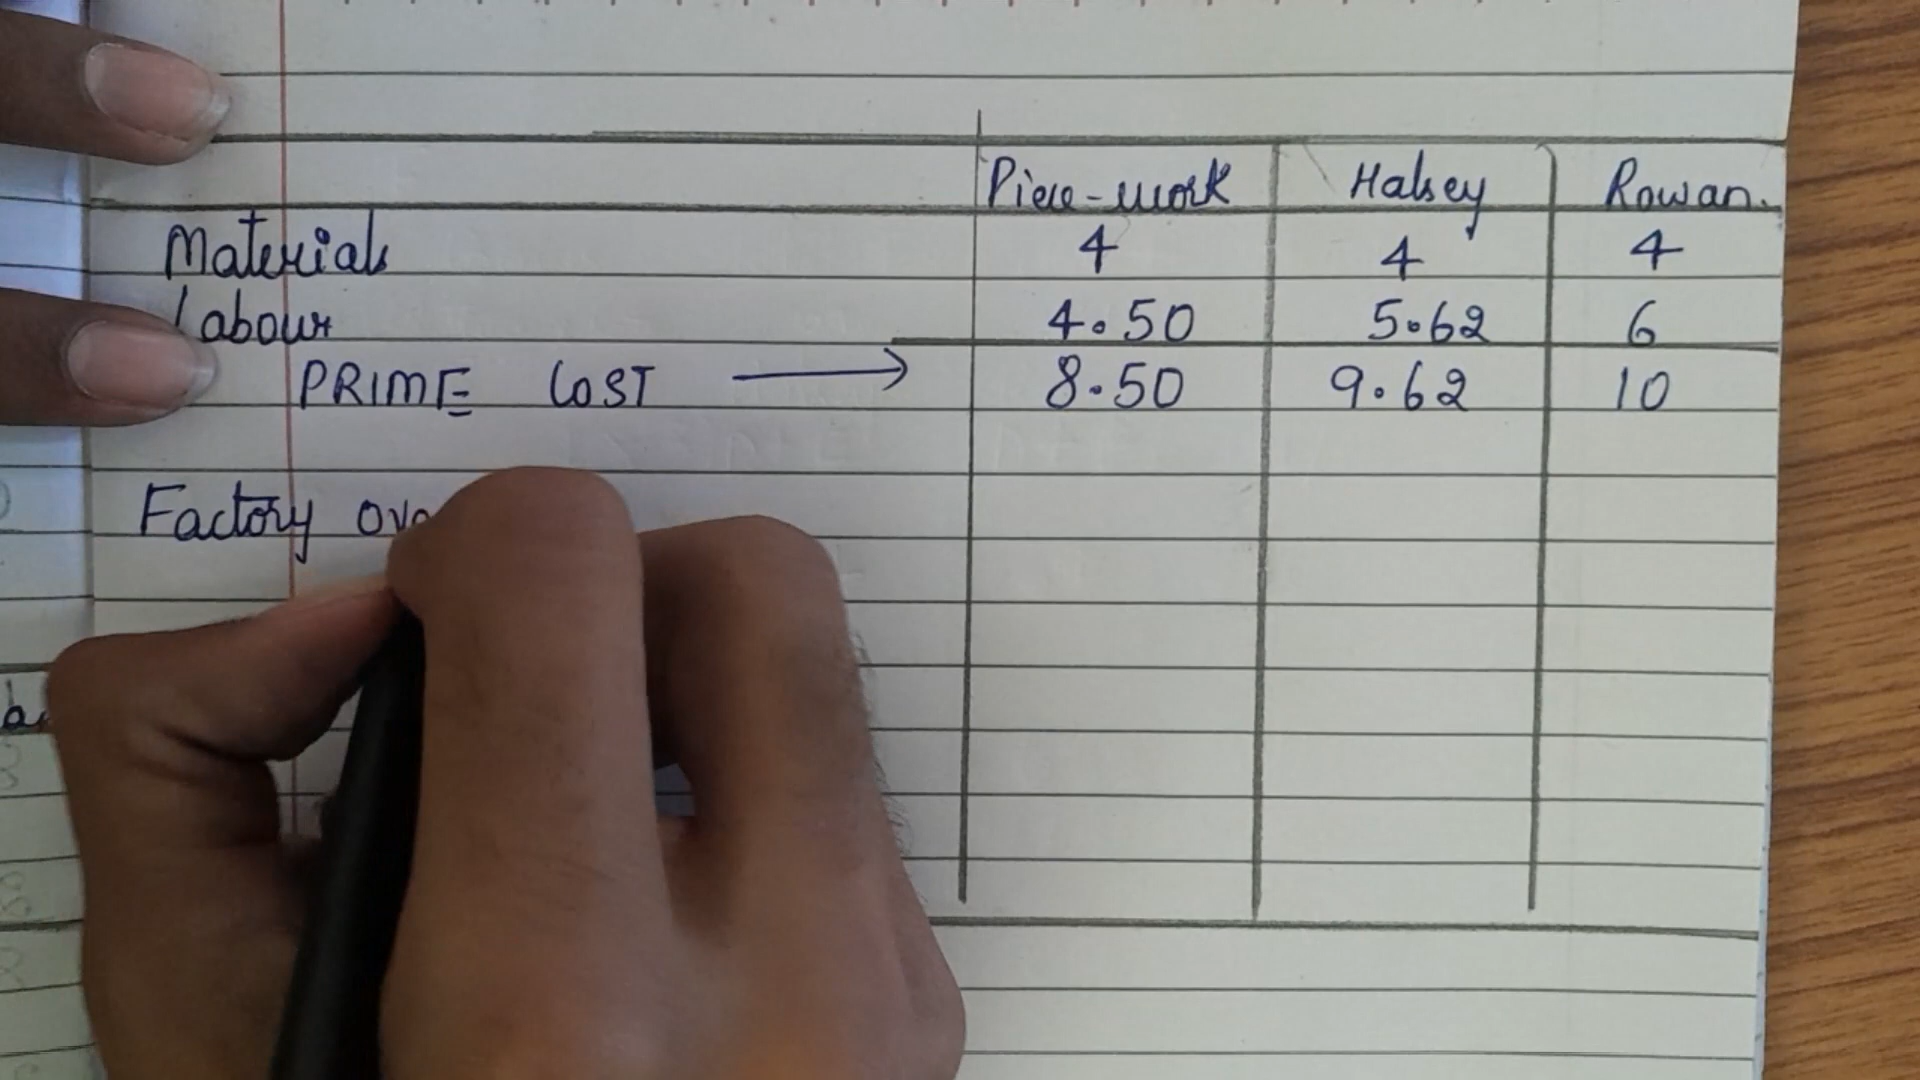 Piece-work Halsey Rowan.
Materials 4 4 4
Labour 4.50 5.62 6
PRIME COST → 8.50 9.62 10
Factory